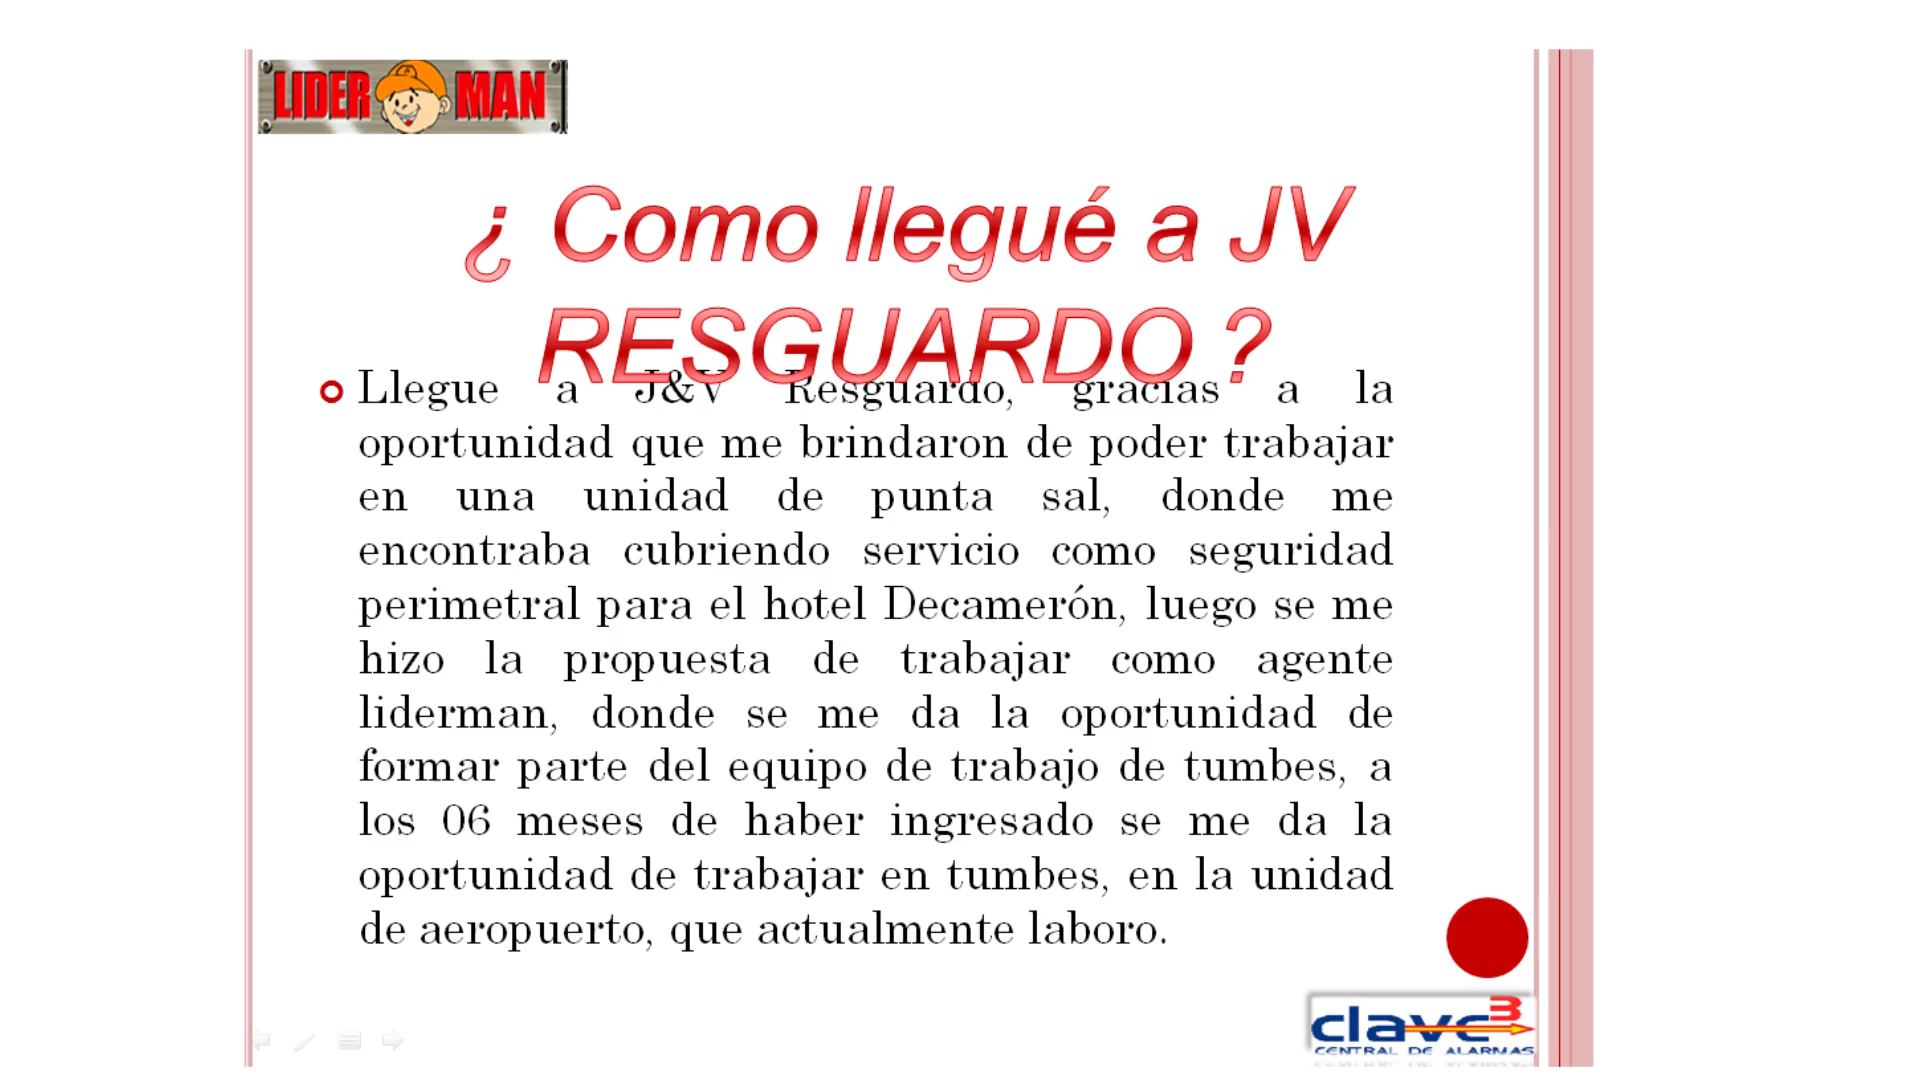 LIDER MAN
¿ Como llegué a JV
RESGUARDO ?
Llegue a J&V Resguardo, gracias a la
oportunidad que me brindaron de poder trabajar
en una unidad de punta sal, donde me
encontraba cubriendo servicio como seguridad
perimetral para el hotel Decamerón, luego se me
hizo la propuesta de trabajar como agente
liderman, donde se me da la oportunidad de
formar parte del equipo de trabajo de tumbes, a
los 06 meses de haber ingresado se me da la
oportunidad de trabajar en tumbes, en la unidad
de aeropuerto, que actualmente laboro.
clave3
CENTRAL DE ALARMAS